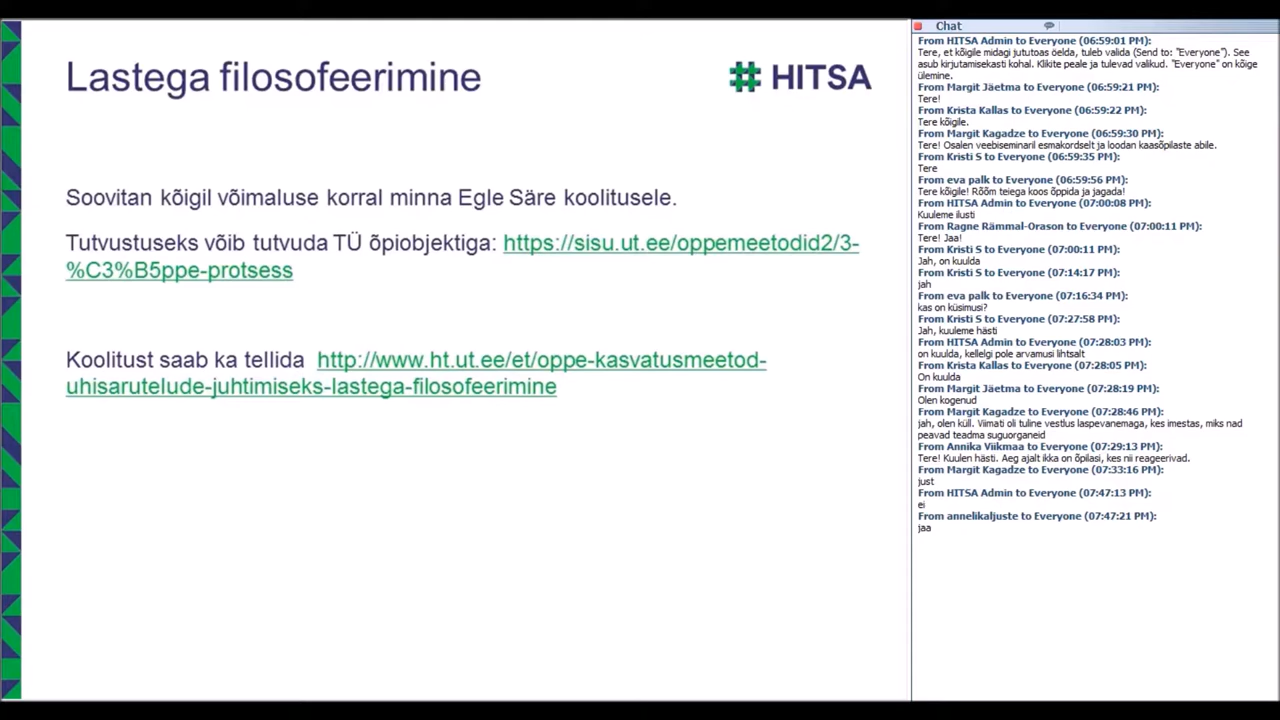 Lastega filosofeerimine
HITSA
Soovitan kõigil võimaluse korral minna Egle Säre koolitusele.
Tutvustuseks võib tutvuda TÜ õpiobjektiga: https://sisu.ut.ee/oppemeetodid2/3-
%C3%B5ppe-protsess
Koolitust saab ka tellida http://www.ht.ut.ee/et/oppe-kasvatusmeetod-
uhisarutelude-juhtimiseks-lastega-filosofeerimine
Chat
From HITSA Admin to Everyone (06:59:01 PM):
Tere, et kõigile midagi jututoas öelda, tuleb valida (Send to: "Everyone"). See
asub kirjutamisekasti kohal. Klikite peale ja tulevad valikud. "Everyone" on kõige
ülemine.
From Margit Jäetma to Everyone (06:59:21 PM):
Tere!
From Krista Kallas to Everyone (06:59:22 PM):
Tere kõigile.
From Margit Kagadze to Everyone (06:59:30 PM):
Tere! Osalen veebiseminaril esmakordselt ja loodan kaasõpilaste abile.
From Kristi S to Everyone (06:59:35 PM):
Tere
From eva palk to Everyone (06:59:56 PM):
Tere kõigile! Rõõm teiega koos õppida ja jagada!
From HITSA Admin to Everyone (07:00:08 PM):
Kuuleme ilusti
From Ragne Rämmal-Orason to Everyone (07:00:11 PM):
Tere! Jaa!
From Kristi S to Everyone (07:00:11 PM):
Jah, on kuulda
From Kristi S to Everyone (07:14:17 PM):
jah
From eva palk to Everyone (07:16:34 PM):
kas on küsimusi?
From Kristi S to Everyone (07:27:58 PM):
Jah, kuuleme hästi
From HITSA Admin to Everyone (07:28:03 PM):
on kuulda, kellelgi pole arvamusi lihtsalt
From Krista Kallas to Everyone (07:28:05 PM):
On kuulda
From Margit Jäetma to Everyone (07:28:19 PM):
Olen kogenud
From Margit Kagadze to Everyone (07:28:46 PM):
jah, olen küll. Viimati oli tuline vestlus laspevanemaga, kes imestas, miks nad
peavad teadma suguorganeid
From Annika Viikmaa to Everyone (07:29:13 PM):
Tere! Kuulen hästi. Aeg ajalt ikka on õpilasi, kes nii reageerivad.
From Margit Kagadze to Everyone (07:33:16 PM):
just
From HITSA Admin to Everyone (07:47:13 PM):
ei
From annelikaljuste to Everyone (07:47:21 PM):
jaa